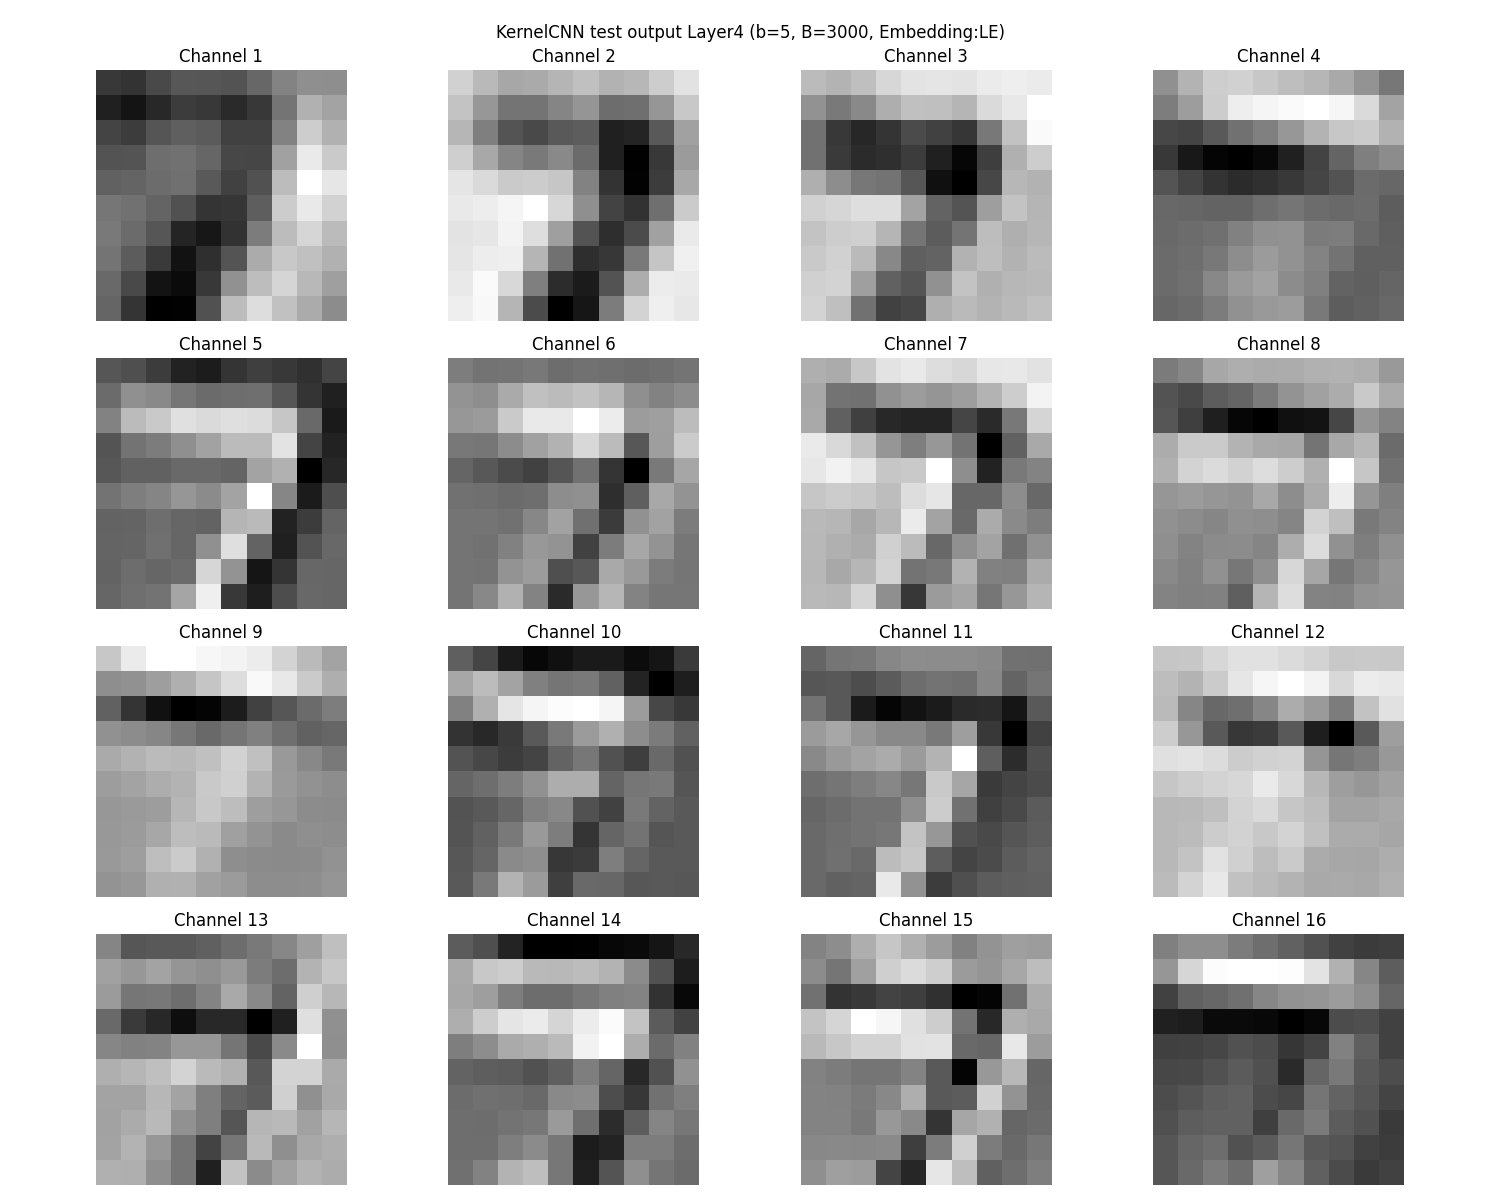 KernelCNN test output Layer4 (b=5, B=3000, Embedding:LE)
Channel 1
Channel 2
Channel 3
Channel 4
Channel 5
Channel 6
Channel 7
Channel 8
Channel 9
Channel 10
Channel 11
Channel 12
Channel 13
Channel 14
Channel 15
Channel 16